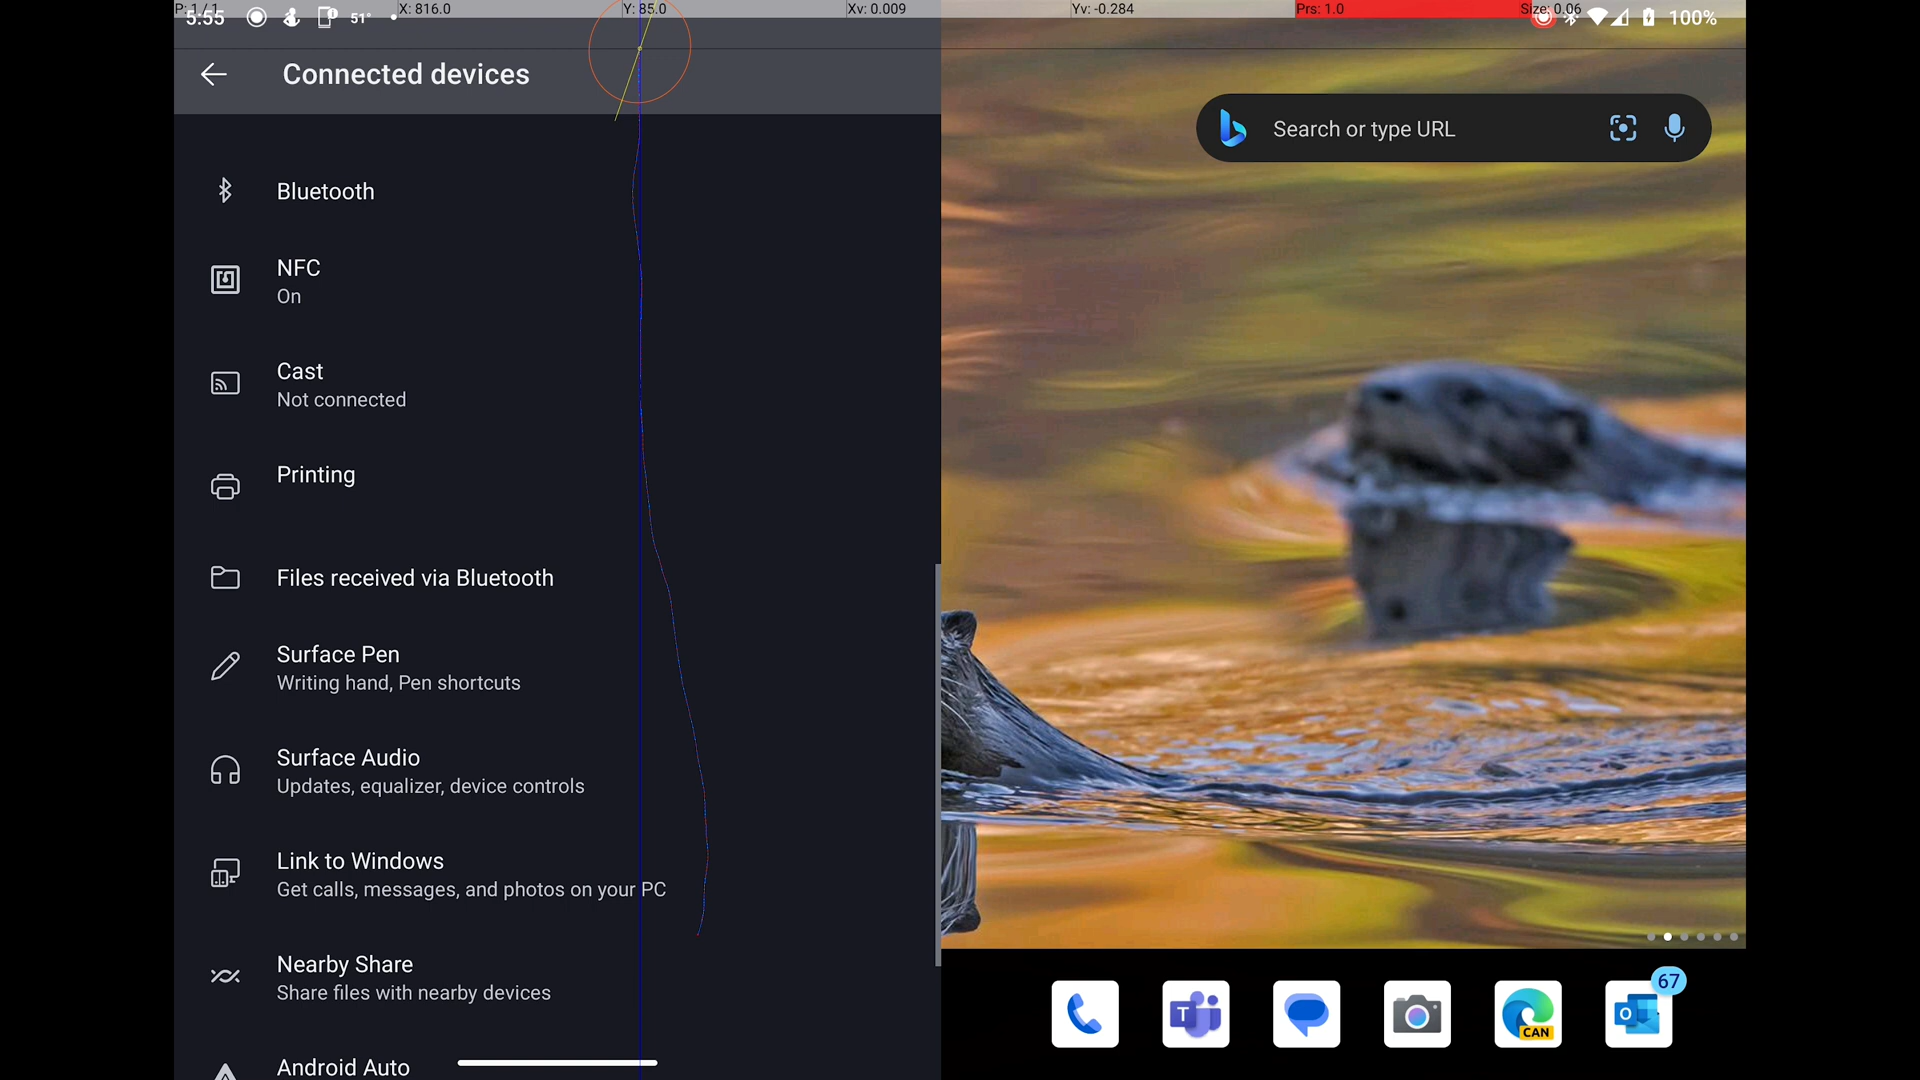 P: 1 / 1
X: 816.0
Y: 85.0
Xv: 0.009
Yv: -0.284
Prs: 1.0
Size: 0.06
5:55
51°
100%
Connected devices
Search or type URL
Bluetooth
NFC
On
Cast
Not connected
Printing
Files received via Bluetooth
Surface Pen
Writing hand, Pen shortcuts
Surface Audio
Updates, equalizer, device controls
Link to Windows
Get calls, messages, and photos on your PC
Nearby Share
Share files with nearby devices
Android Auto
T
CAN
O
67